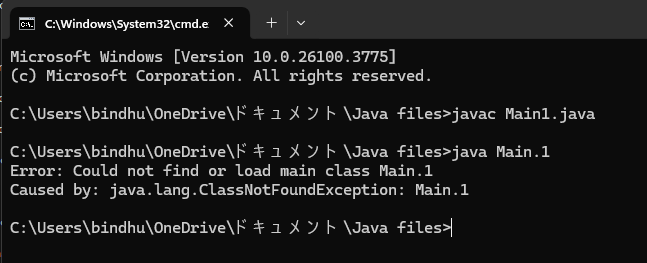 C:\Windows\System32\cmd.e
Microsoft Windows [Version 10.0.26100.3775]
(c) Microsoft Corporation. All rights reserved.
C:\Users\bindhu\OneDrive\ドキュメント\Java files>javac Main1.java
C:\Users\bindhu\OneDrive\ドキュメント\Java files>java Main.1
Error: Could not find or load main class Main.1
Caused by: java.lang.ClassNotFoundException: Main.1
C:\Users\bindhu\OneDrive\ドキュメント\Java files>